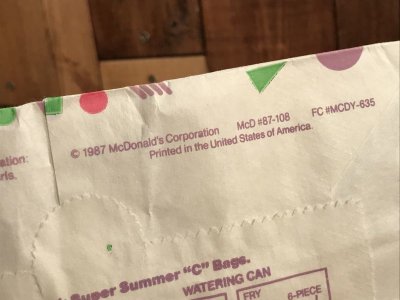 © 1987 McDonald's Corporation McD #87-108 FC #MCDY-635
Printed in the United States of America.
Super Summer "C" Bags.
WATERING CAN
FRY 6-PIECE